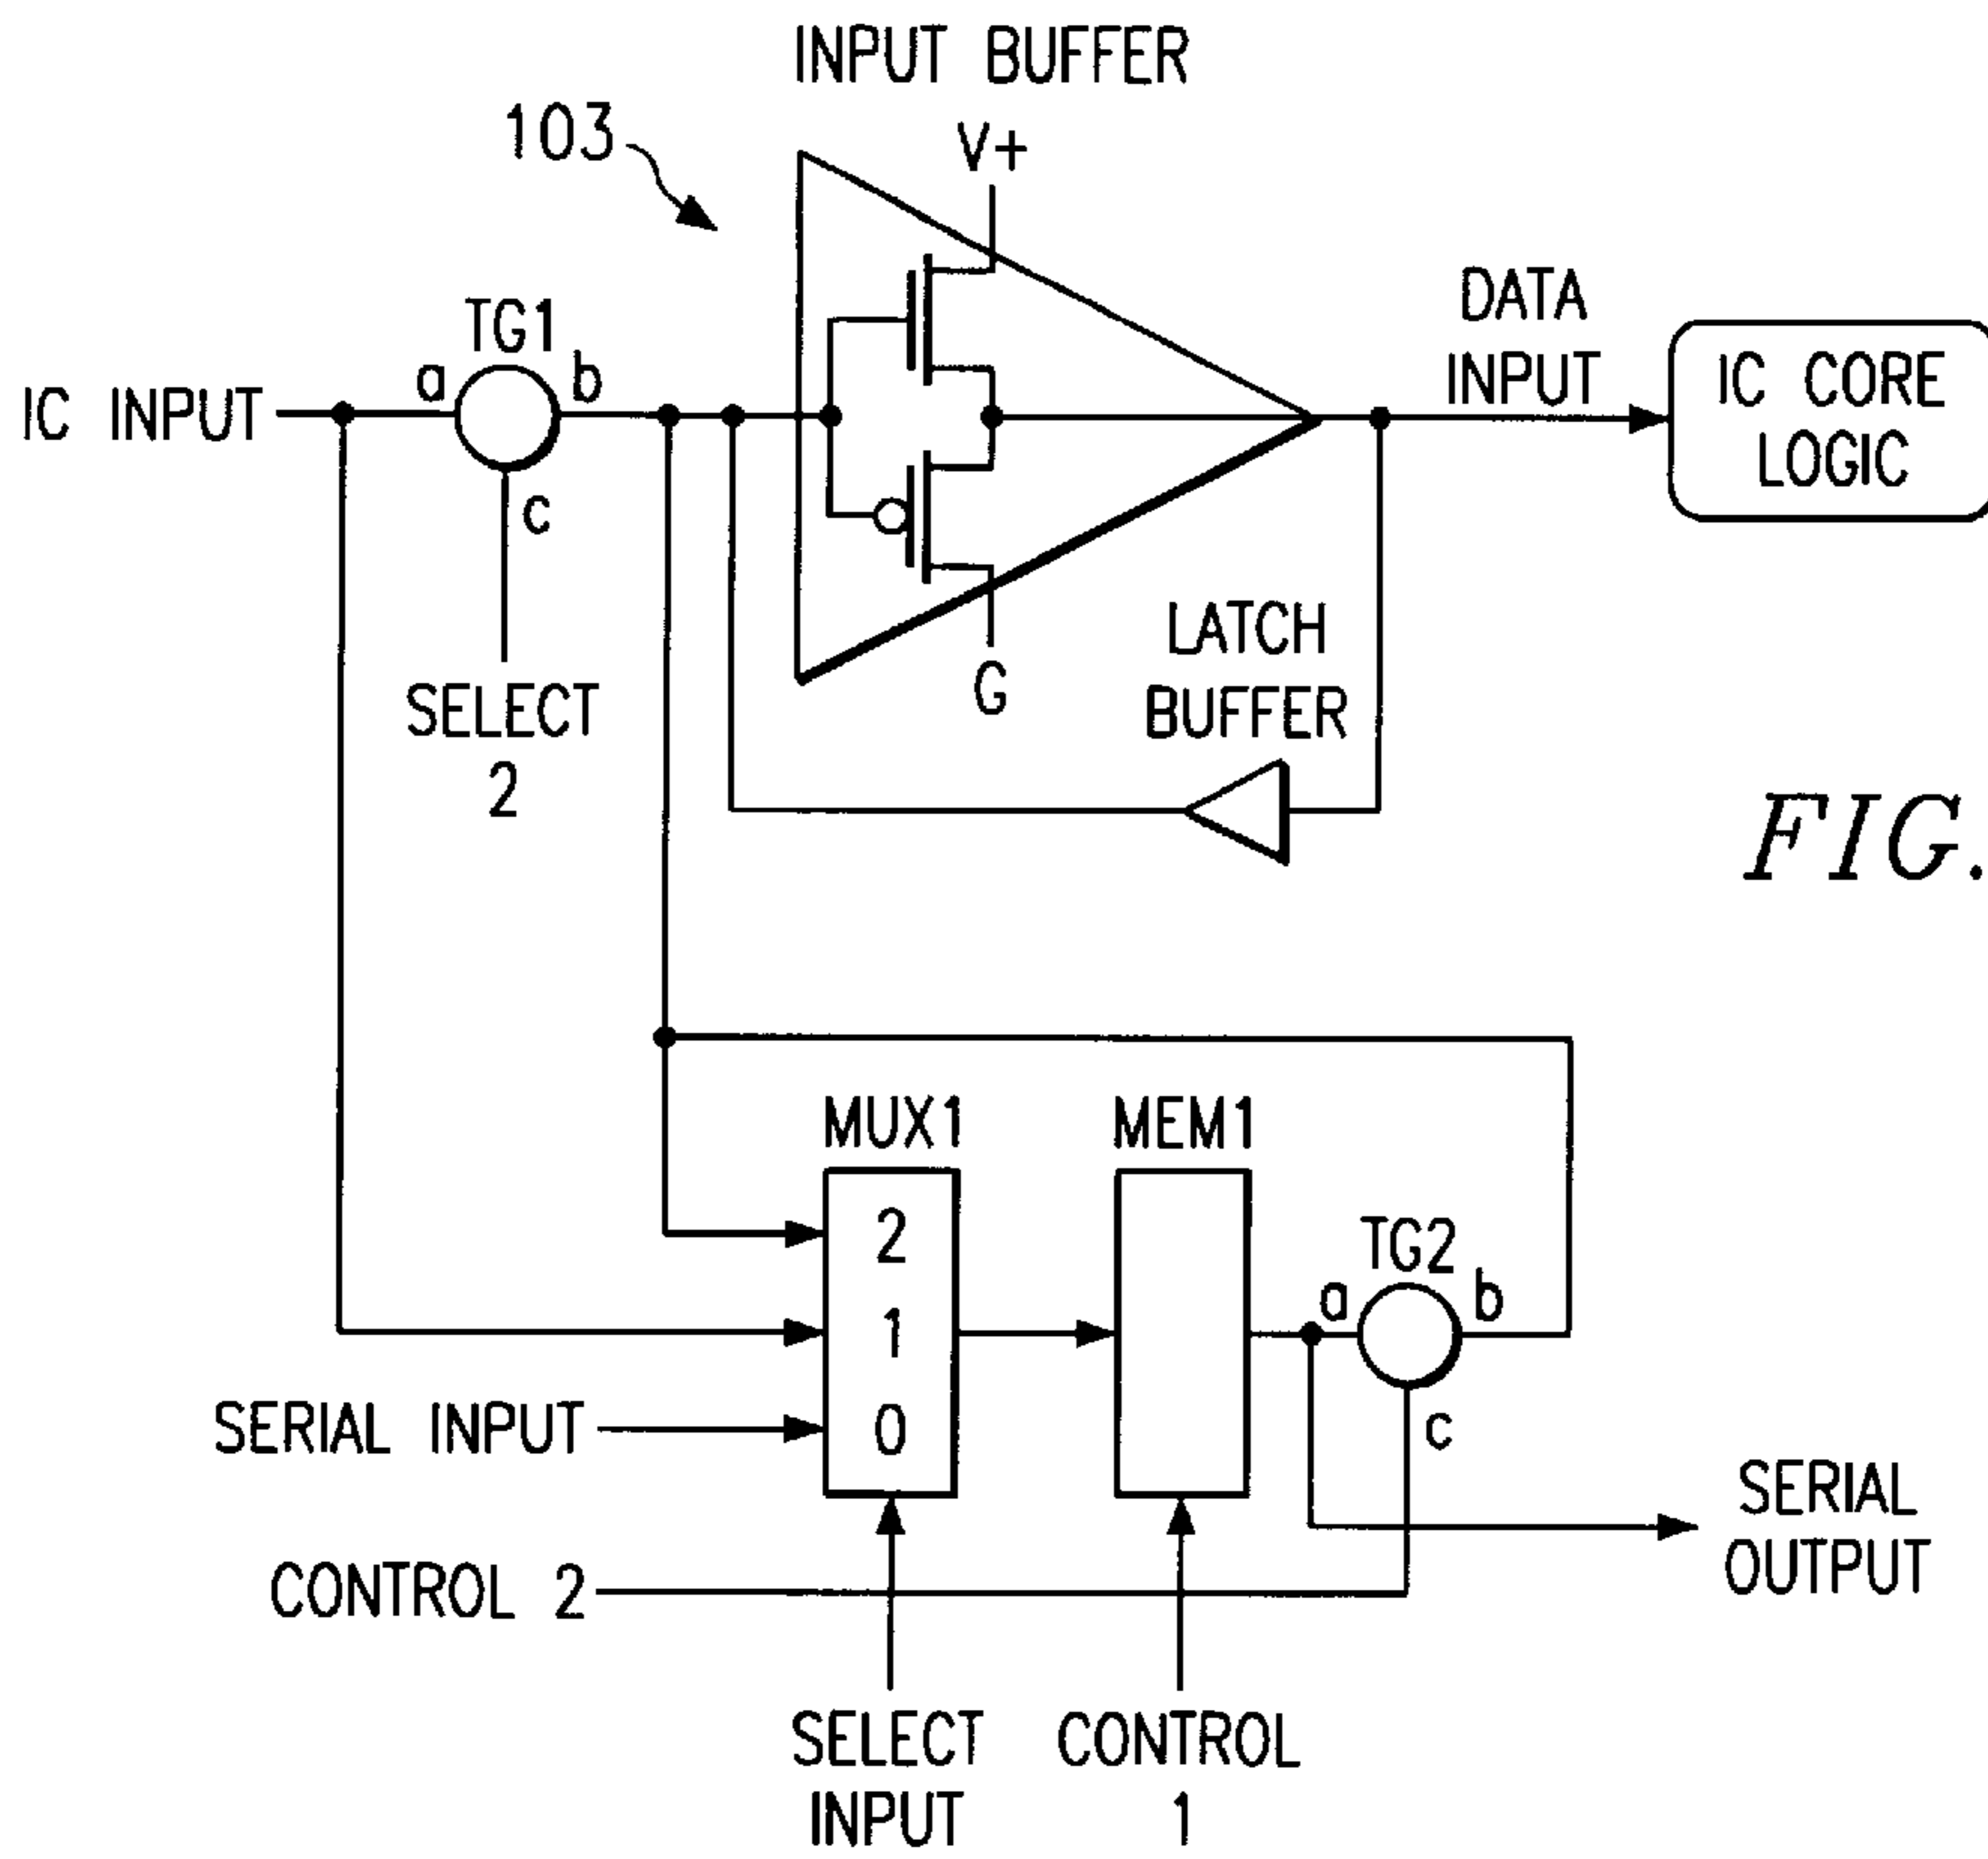 INPUT BUFFER
103
V+
TG1
a
b
c
IC INPUT
DATA
INPUT
IC CORE
LOGIC
SELECT
2
G
LATCH
BUFFER
FIG.
MUX1
MEM1
2
1
0
TG2
a
b
c
SERIAL INPUT
SERIAL
OUTPUT
CONTROL 2
SELECT
INPUT
CONTROL
1